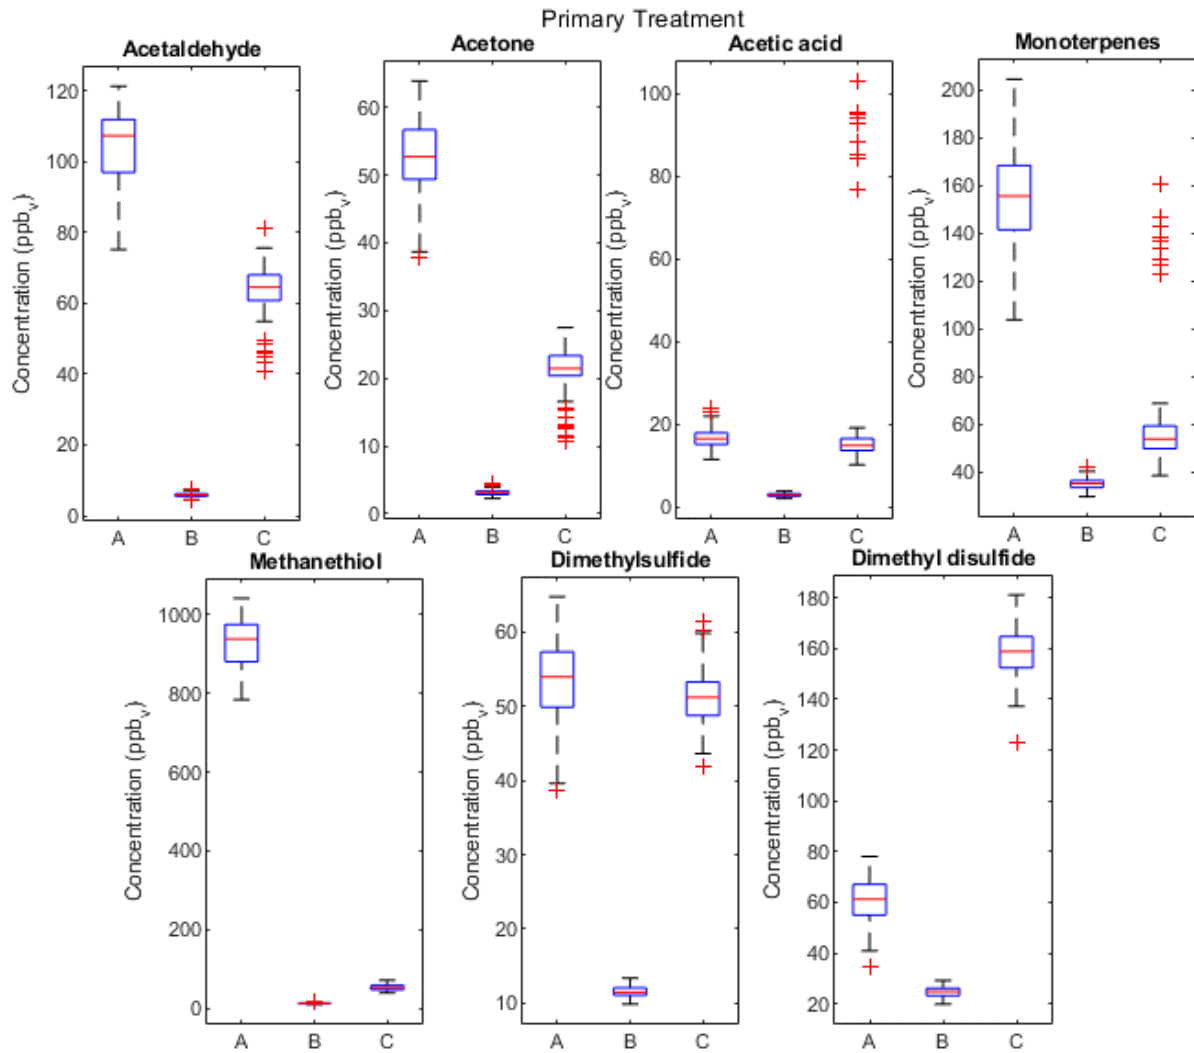 Primary Treatment
Acetaldehyde
Concentration (ppbv)
120
100
80
60
40
20
0
A B C
Acetone
Concentration (ppbv)
60
50
40
30
20
10
0
A B C
Acetic acid
Concentration (ppbv)
100
80
60
40
20
0
A B C
Monoterpenes
Concentration (ppbv)
200
180
160
140
120
100
80
60
40
A B C
Methanethiol
Concentration (ppbv)
1000
800
600
400
200
0
A B C
Dimethylsulfide
Concentration (ppbv)
60
50
40
30
20
10
A B C
Dimethyl disulfide
Concentration (ppbv)
180
160
140
120
100
80
60
40
20
A B C